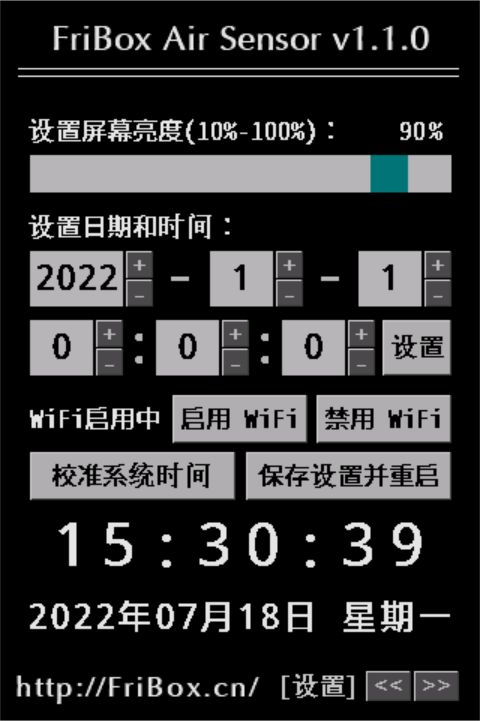 FriBox Air Sensor v1.1.0
设置屏幕亮度(10%-100%)： 90%
设置日期和时间：
2022 + - - 1 + - - 1 + -
0 + - : 0 + - : 0 + - 设置
WiFi启用中 启用 WiFi 禁用 WiFi
校准系统时间 保存设置并重启
15:30:39
2022年07月18日 星期一
http://FriBox.cn/ [设置] << >>